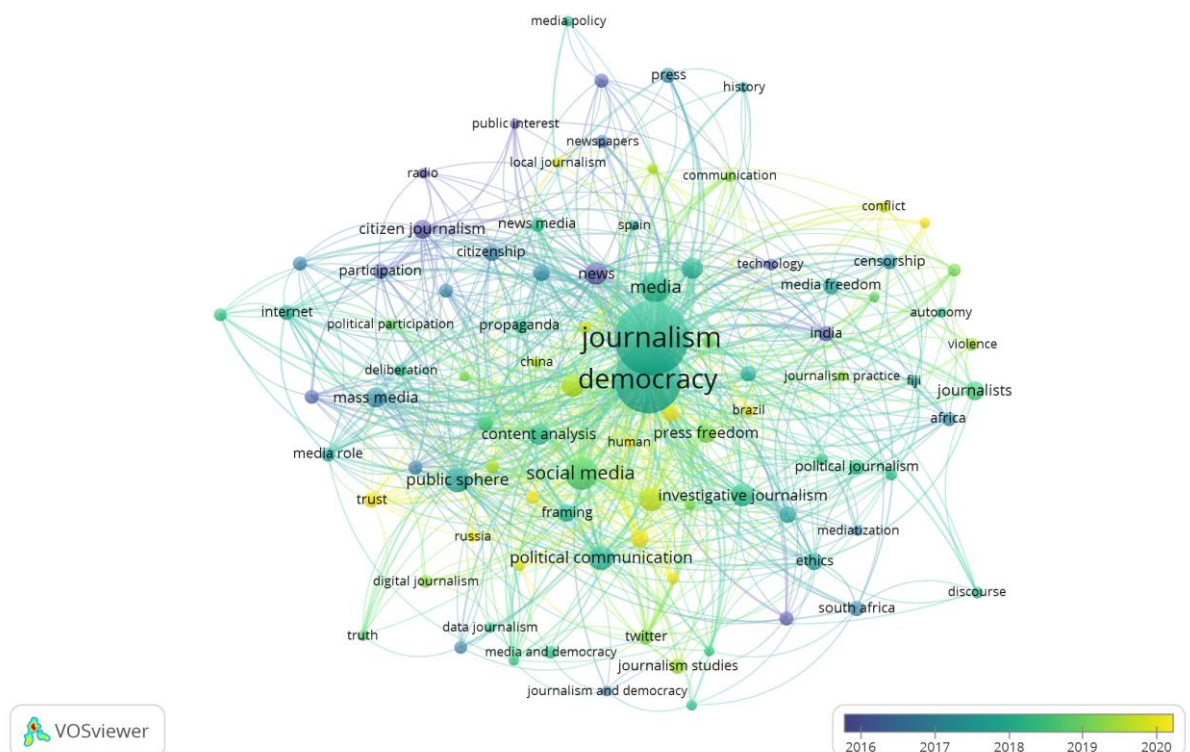 media policy
press
history
public interest
newspapers
local journalism
radio
communication
conflict
citizen journalism
news media
spain
citizenship
technology
censorship
participation
news
media
media freedom
internet
political participation
propaganda
india
autonomy
journalism
violence
china
deliberation
democracy
journalism practice
fiji
journalists
mass media
brazil
africa
content analysis
human
press freedom
media role
public sphere
social media
political journalism
trust
framing
investigative journalism
russia
mediatization
political communication
ethics
digital journalism
discourse
south africa
truth
data journalism
twitter
media and democracy
journalism studies
journalism and democracy
VOSviewer
2016 2017 2018 2019 2020